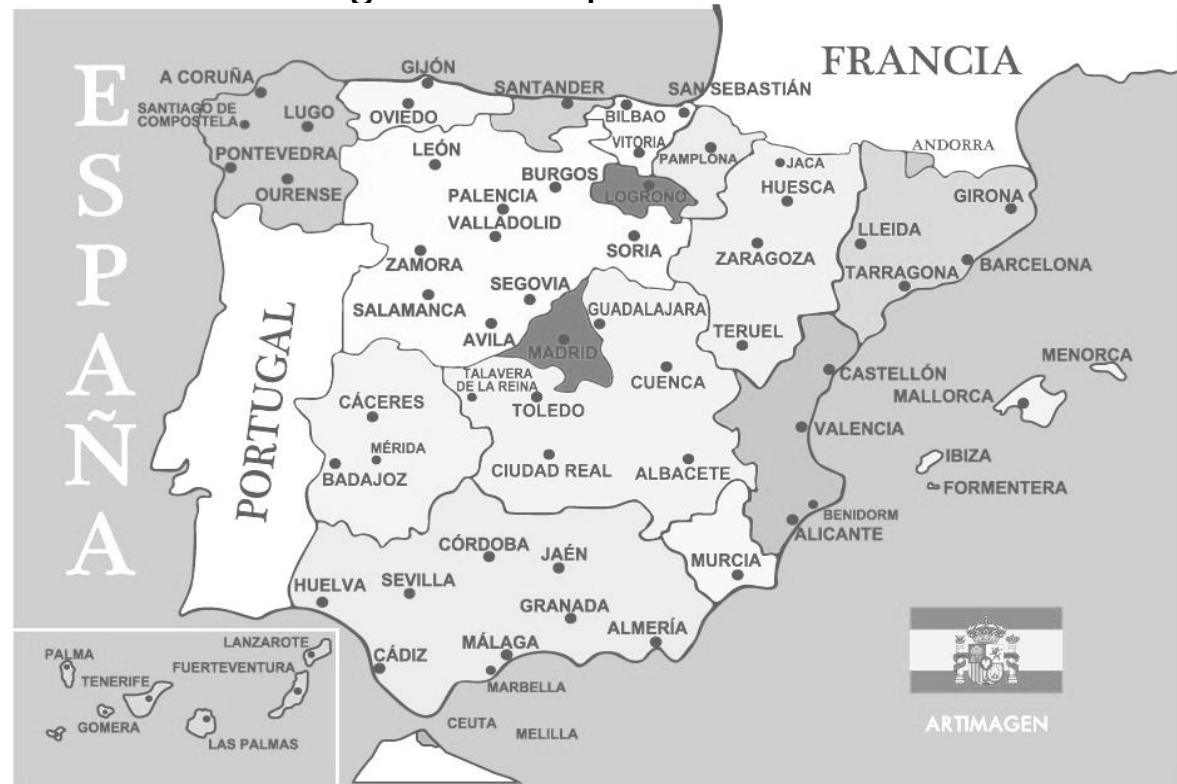 ESPAÑA
FRANCIA
PORTUGAL
ANDORRA
A CORUÑA
SANTIAGO DE
COMPOSTELA
LUGO
PONTEVEDRA
OURENSE
GIJÓN
OVIEDO
SANTANDER
BILBAO
SAN SEBASTIÁN
VITORIA
PAMPLONA
LOGROÑO
JACA
HUESCA
ZARAGOZA
TERUEL
GIRONA
LLEIDA
TARRAGONA
BARCELONA
LEÓN
BURGOS
PALENCIA
VALLADOLID
SORIA
ZAMORA
SEGOVIA
SALAMANCA
AVILA
MADRID
GUADALAJARA
TALAVERA
DE LA REINA
TOLEDO
CUENCA
CIUDAD REAL
ALBACETE
CÁCERES
MÉRIDA
BADAJOZ
CASTELLÓN
VALENCIA
BENIDORM
ALICANTE
MENORCA
MALLORCA
IBIZA
FORMENTERA
MURCIA
CÓRDOBA
JAÉN
HUELVA
SEVILLA
GRANADA
ALMERÍA
MÁLAGA
CÁDIZ
MARBELLA
CEUTA
MELILLA
LANZAROTE
PALMA
FUERTEVENTURA
TENERIFE
GOMERA
LAS PALMAS
ARTIMAGEN